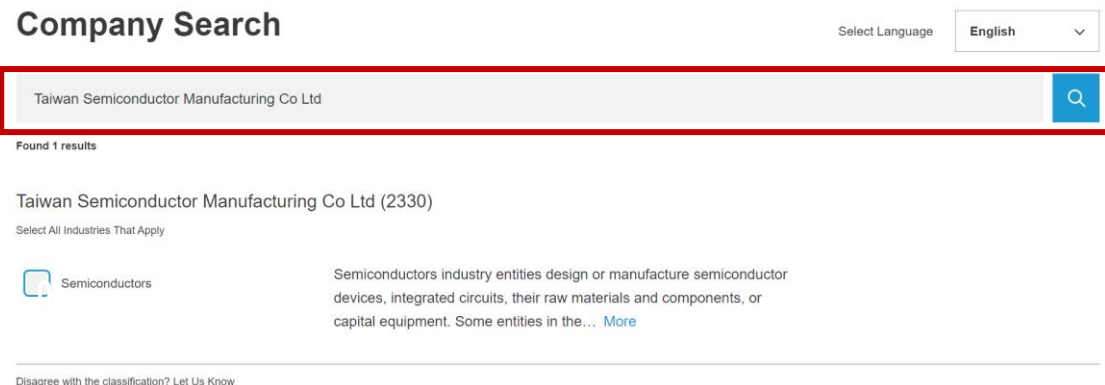 Company Search
Select Language
English
Taiwan Semiconductor Manufacturing Co Ltd
Found 1 results
Taiwan Semiconductor Manufacturing Co Ltd (2330)
Select All Industries That Apply
Semiconductors
Semiconductors industry entities design or manufacture semiconductor
devices, integrated circuits, their raw materials and components, or
capital equipment. Some entities in the… More
Disagree with the classification? Let Us Know